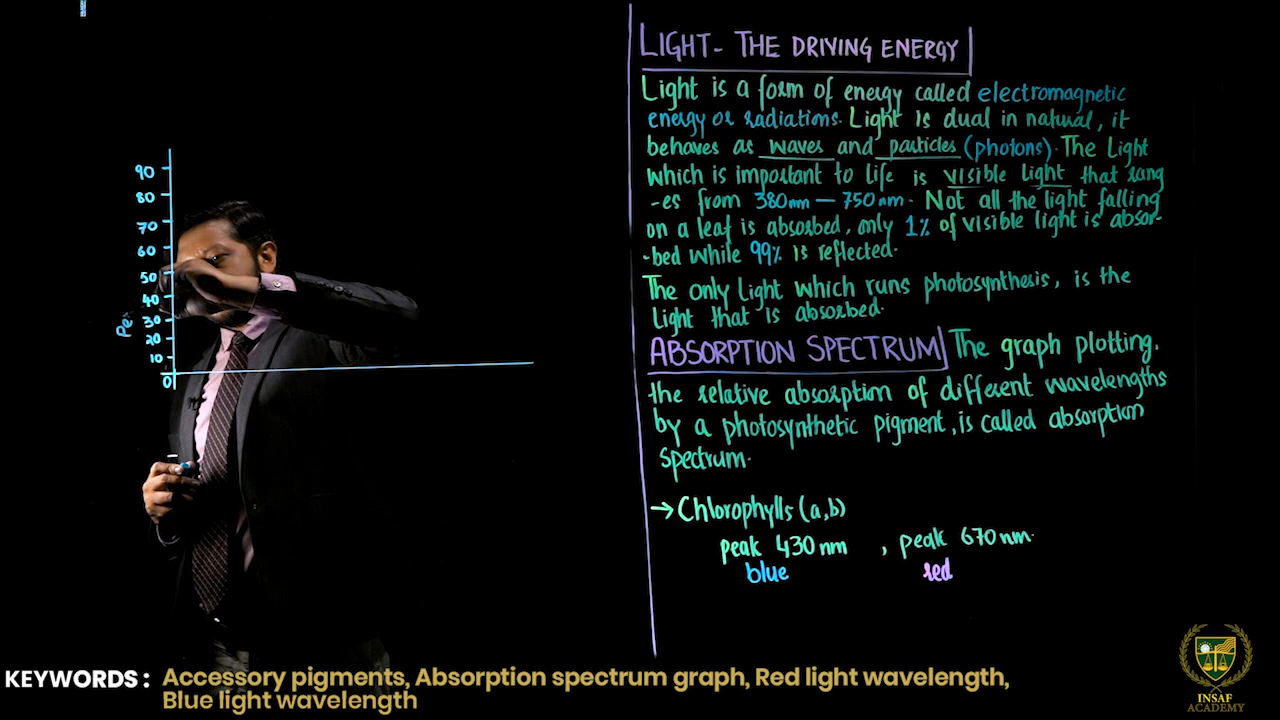 90
80
70
60
50
40
30
20
10
0
Pe
LIGHT- THE DRIVING ENERGY
Light is a form of energy called electromagnetic
energy or radiations. Light is dual in natural, it
behaves as waves and particles (photons). The Light
which is important to life is visible light that rang
-es from 380nm — 750nm. Not all the light falling
on a leaf is absorbed, only 1% of visible light is absor-
-bed while 99% is reflected.
The only light which runs photosynthesis, is the
light that is absorbed.
ABSORPTION SPECTRUM The graph plotting,
the relative absorption of different wavelengths
by a photosynthetic pigment, is called absorption
spectrum.
→ Chlorophylls (a,b)
peak 430nm , peak 670nm.
blue red
KEYWORDS : Accessory pigments, Absorption spectrum graph, Red light wavelength,
Blue light wavelength
INSAF
ACADEMY